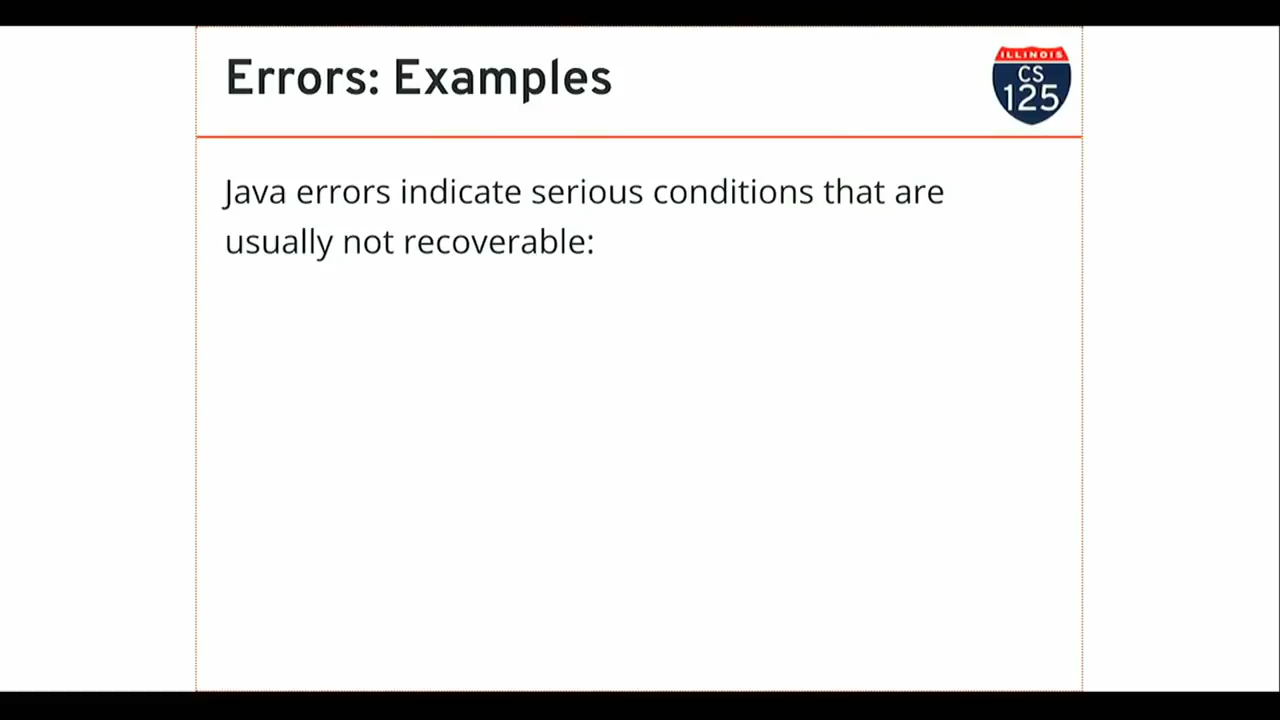 Errors: Examples
ILLINOIS
CS
125
Java errors indicate serious conditions that are
usually not recoverable: